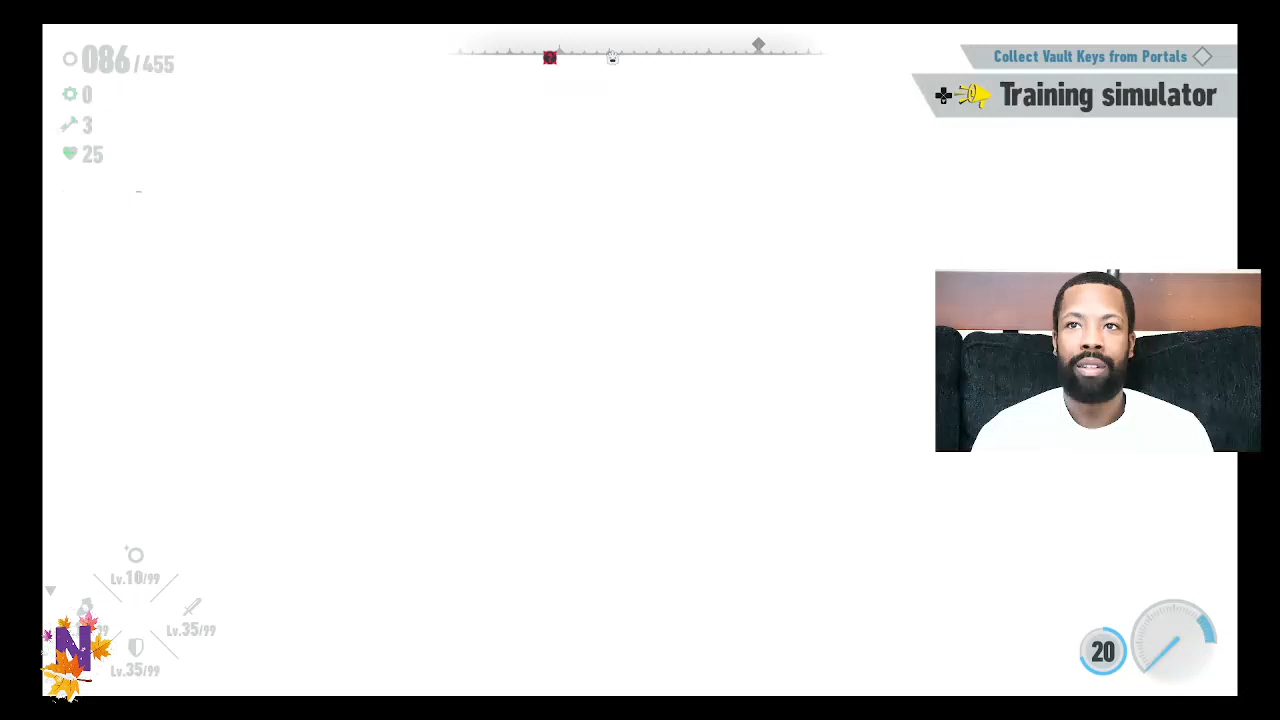 086/455
0
3
25
Collect Vault Keys from Portals
Training simulator
Lv.10/99
Lv.35/99
Lv.35/99
N
20